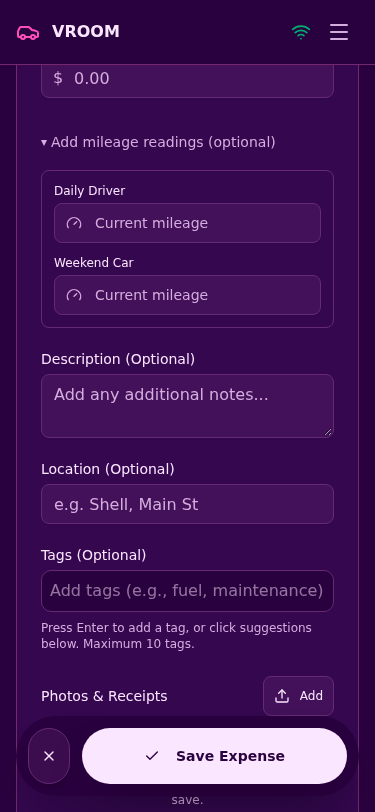 VROOM
$ 0.00
▾ Add mileage readings (optional)
Daily Driver
Current mileage
Weekend Car
Current mileage
Description (Optional)
Add any additional notes...
Location (Optional)
e.g. Shell, Main St
Tags (Optional)
Add tags (e.g., fuel, maintenance)
Press Enter to add a tag, or click suggestions
below. Maximum 10 tags.
Photos & Receipts
Add
Save Expense
save.